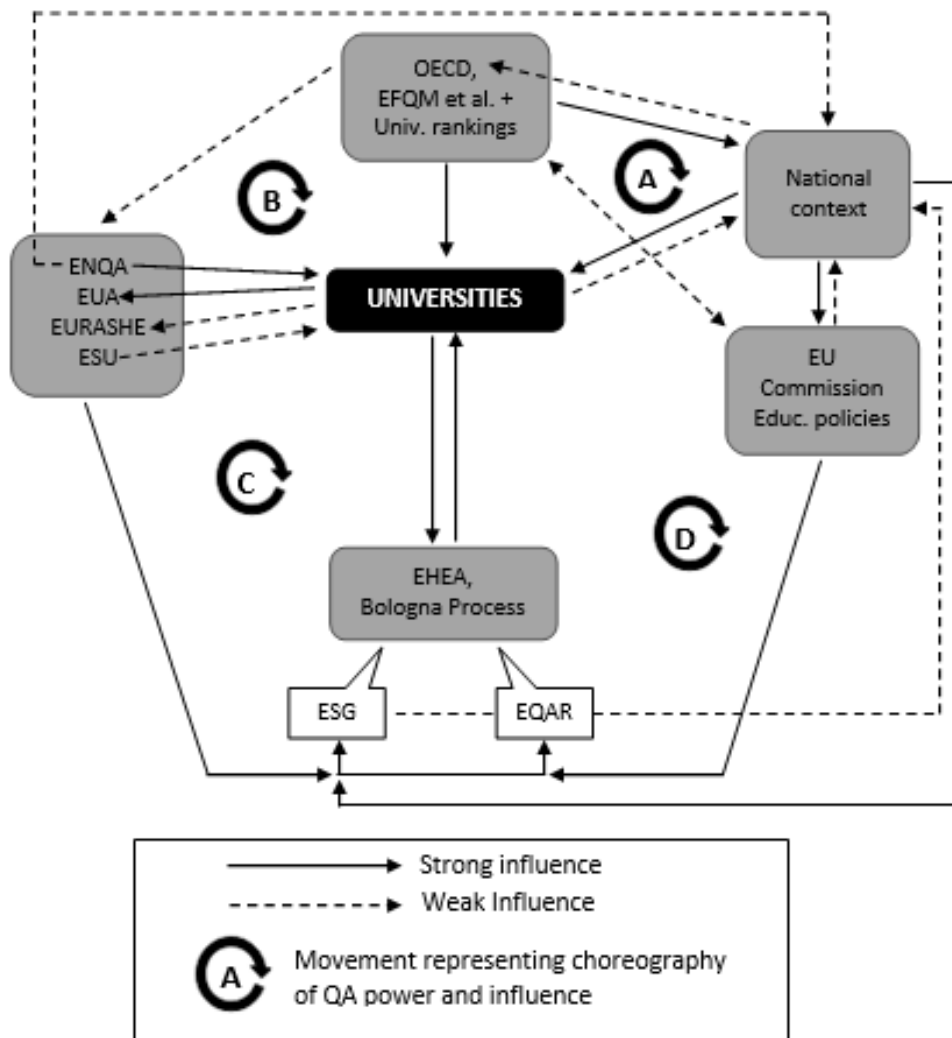 OECD,
EFQM et al. +
Univ. rankings
A
National
context
B
ENQA
EUA
EURASHE
ESU
UNIVERSITIES
EU
Commission
Educ. policies
C
D
EHEA,
Bologna Process
ESG
EQAR
Strong influence
Weak Influence
A
Movement representing choreography
of QA power and influence